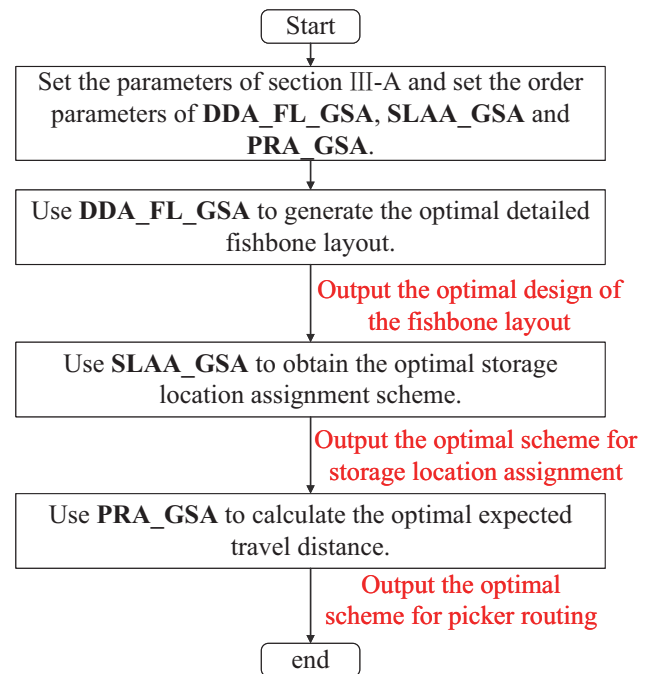 Start
Set the parameters of section Ⅲ-A and set the order
parameters of DDA_FL_GSA, SLAA_GSA and
PRA_GSA.
Use DDA_FL_GSA to generate the optimal detailed
fishbone layout.
Output the optimal design of
the fishbone layout
Use SLAA_GSA to obtain the optimal storage
location assignment scheme.
Output the optimal scheme for
storage location assignment
Use PRA_GSA to calculate the optimal expected
travel distance.
Output the optimal
scheme for picker routing
end